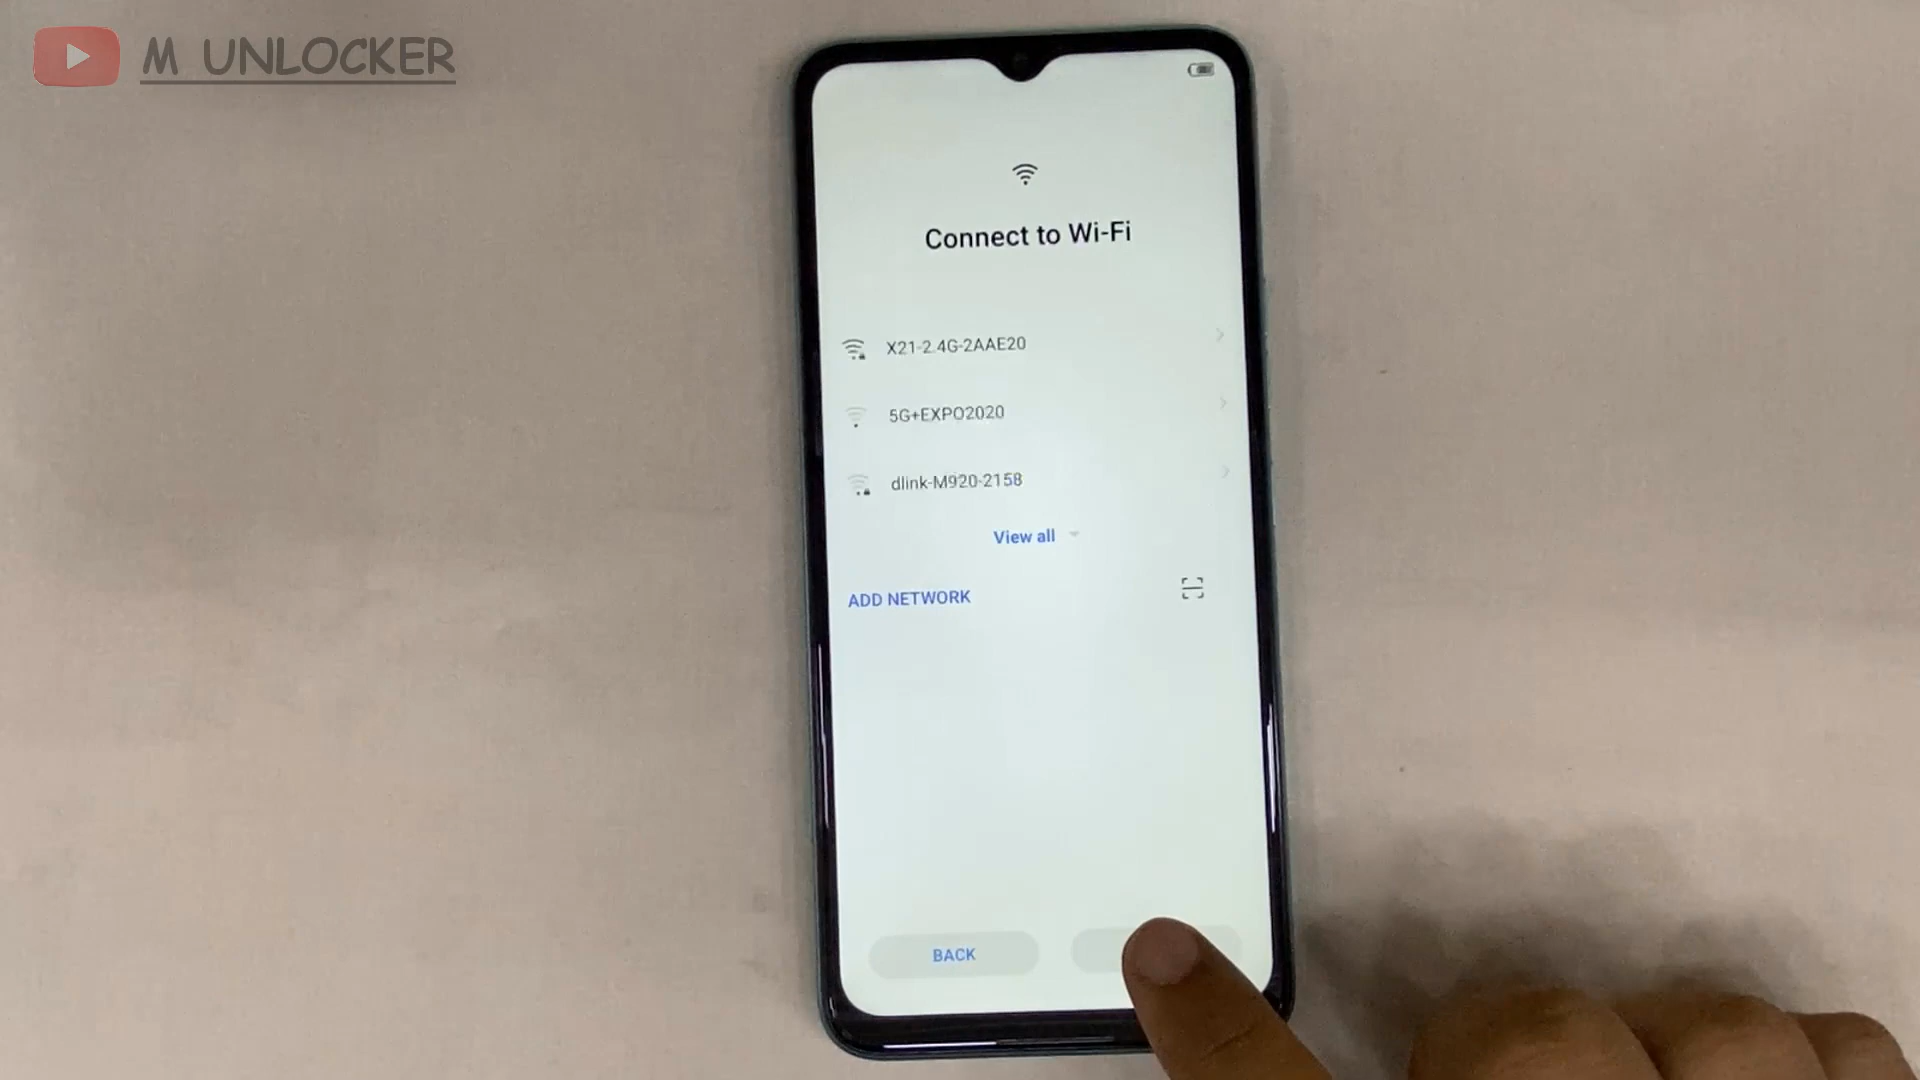 M UNLOCKER
Connect to Wi-Fi
X21-2.4G-2AAE20
5G+EXPO2020
dlink-M920-2158
View all
ADD NETWORK
BACK